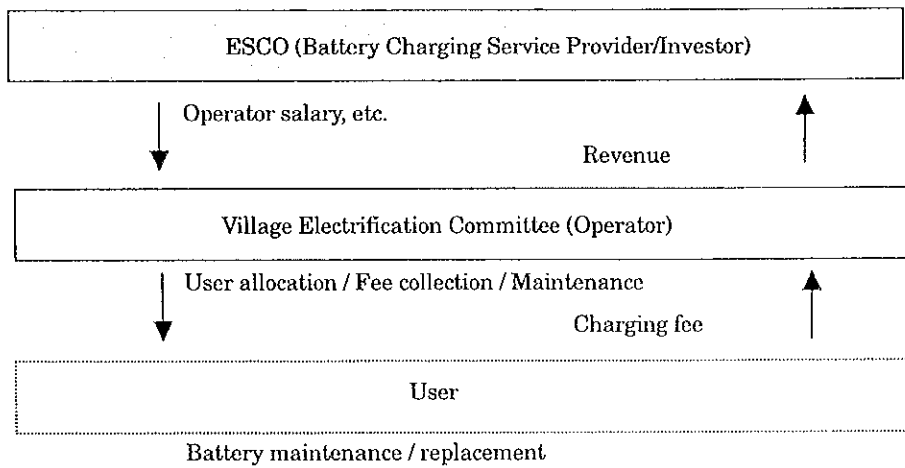 ESCO (Battery Charging Service Provider/Investor)
Operator salary, etc.
Revenue
Village Electrification Committee (Operator)
User allocation / Fee collection / Maintenance
Charging fee
User
Battery maintenance / replacement